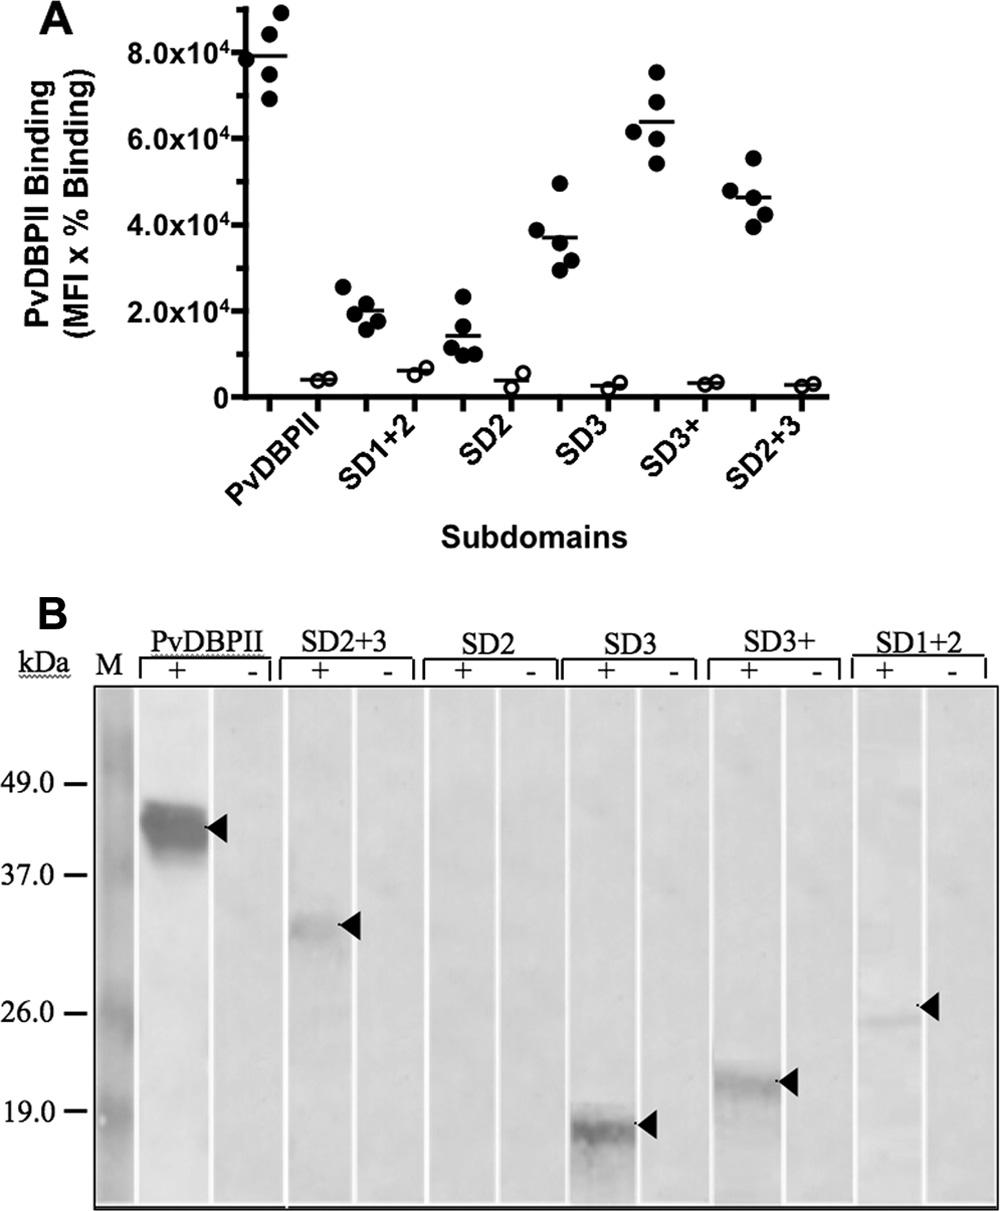 A
PvDBPII Binding
(MFI x % Binding)
8.0x10⁴
6.0x10⁴
4.0x10⁴
2.0x10⁴
0
PvDBPII SD1+2 SD2 SD3 SD3+ SD2+3
Subdomains
B
kDa M PvDBPII SD2+3 SD2 SD3 SD3+ SD1+2
+ - + - + - + - + - + -
49.0
37.0
26.0
19.0